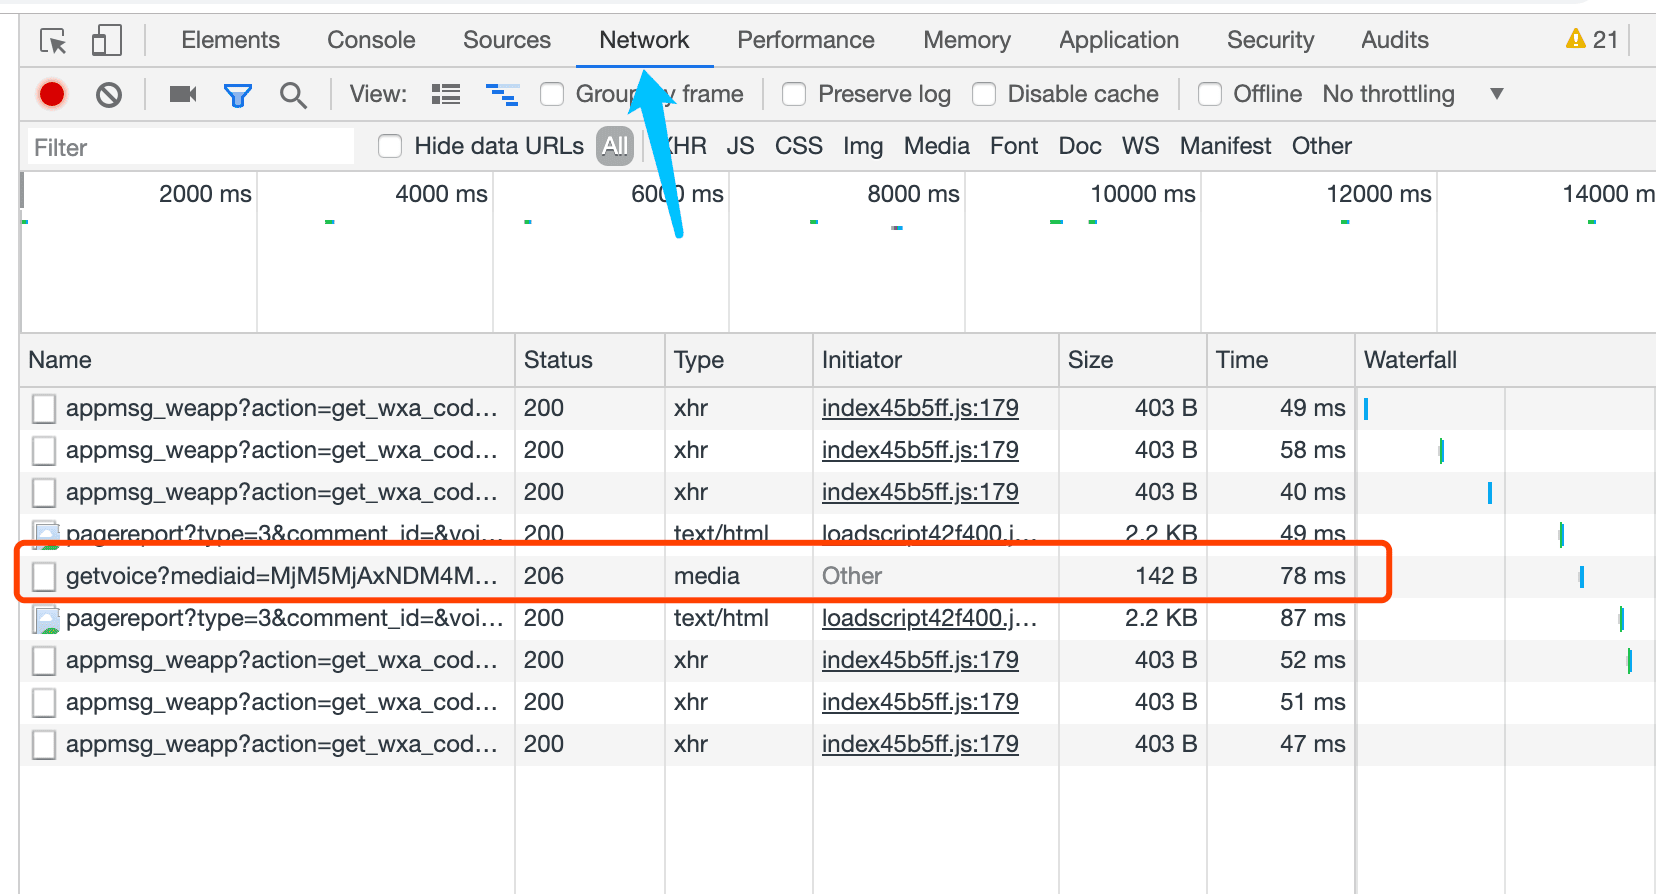 Elements Console Sources Network Performance Memory Application Security Audits 21
View: Group by frame Preserve log Disable cache Offline No throttling
Filter Hide data URLs All XHR JS CSS Img Media Font Doc WS Manifest Other
2000 ms 4000 ms 6000 ms 8000 ms 10000 ms 12000 ms 14000 m
Name Status Type Initiator Size Time Waterfall
appmsg_weapp?action=get_wxa_cod... 200 xhr index45b5ff.js:179 403 B 49 ms
appmsg_weapp?action=get_wxa_cod... 200 xhr index45b5ff.js:179 403 B 58 ms
appmsg_weapp?action=get_wxa_cod... 200 xhr index45b5ff.js:179 403 B 40 ms
pagereport?type=3&comment_id=&voi... 200 text/html loadscript42f400.j... 2.2 KB 49 ms
getvoice?mediaid=MjM5MjAxNDM4M... 206 media Other 142 B 78 ms
pagereport?type=3&comment_id=&voi... 200 text/html loadscript42f400.j... 2.2 KB 87 ms
appmsg_weapp?action=get_wxa_cod... 200 xhr index45b5ff.js:179 403 B 52 ms
appmsg_weapp?action=get_wxa_cod... 200 xhr index45b5ff.js:179 403 B 51 ms
appmsg_weapp?action=get_wxa_cod... 200 xhr index45b5ff.js:179 403 B 47 ms